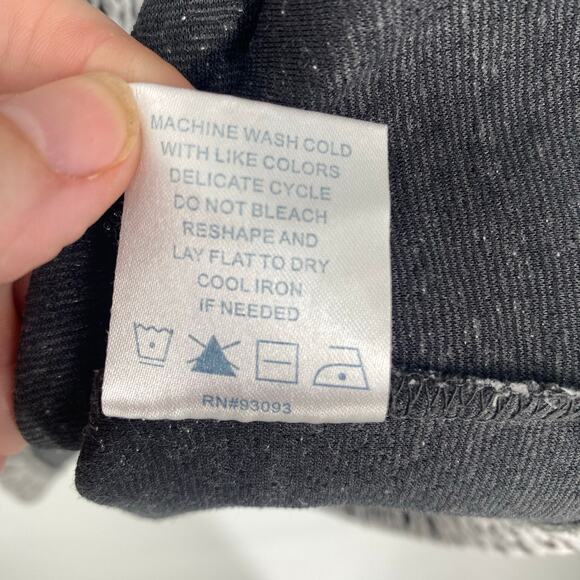 MACHINE WASH COLD
WITH LIKE COLORS
DELICATE CYCLE
DO NOT BLEACH
RESHAPE AND
LAY FLAT TO DRY
COOL IRON
IF NEEDED
RN#93093